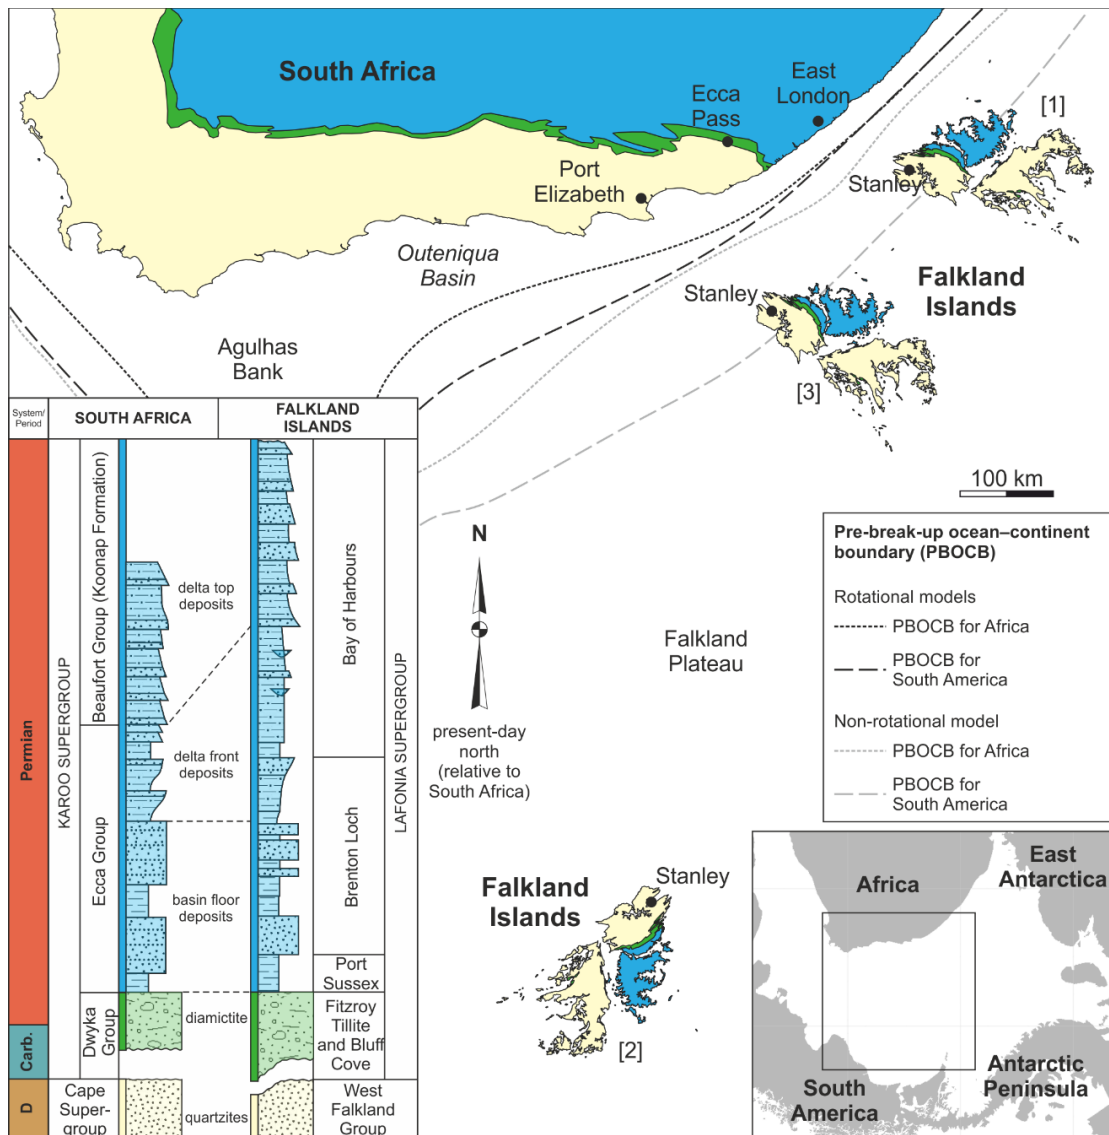 South Africa
Ecca
Pass
East
London
[1]
Port
Elizabeth
Stanley
Outeniqua
Basin
Stanley
Falkland
Islands
Agulhas
Bank
[3]
100 km
System/
Period
SOUTH AFRICA
FALKLAND
ISLANDS
Permian
Carb.
D
KAROO SUPERGROUP
Beaufort Group (Koonap Formation)
Ecca Group
Dwyka
Group
Cape
Super-
group
delta top
deposits
delta front
deposits
basin floor
deposits
diamictite
quartzites
Bay of Harbours
Brenton Loch
Port
Sussex
Fitzroy
Tillite
and Bluff
Cove
West
Falkland
Group
LAFONIA SUPERGROUP
N
present-day
north
(relative to
South Africa)
Falkland
Plateau
Pre-break-up ocean–continent
boundary (PBOCB)
Rotational models
PBOCB for Africa
PBOCB for
South America
Non-rotational model
PBOCB for Africa
PBOCB for
South America
Falkland
Islands
Stanley
[2]
Africa
East
Antarctica
South
America
Antarctic
Peninsula